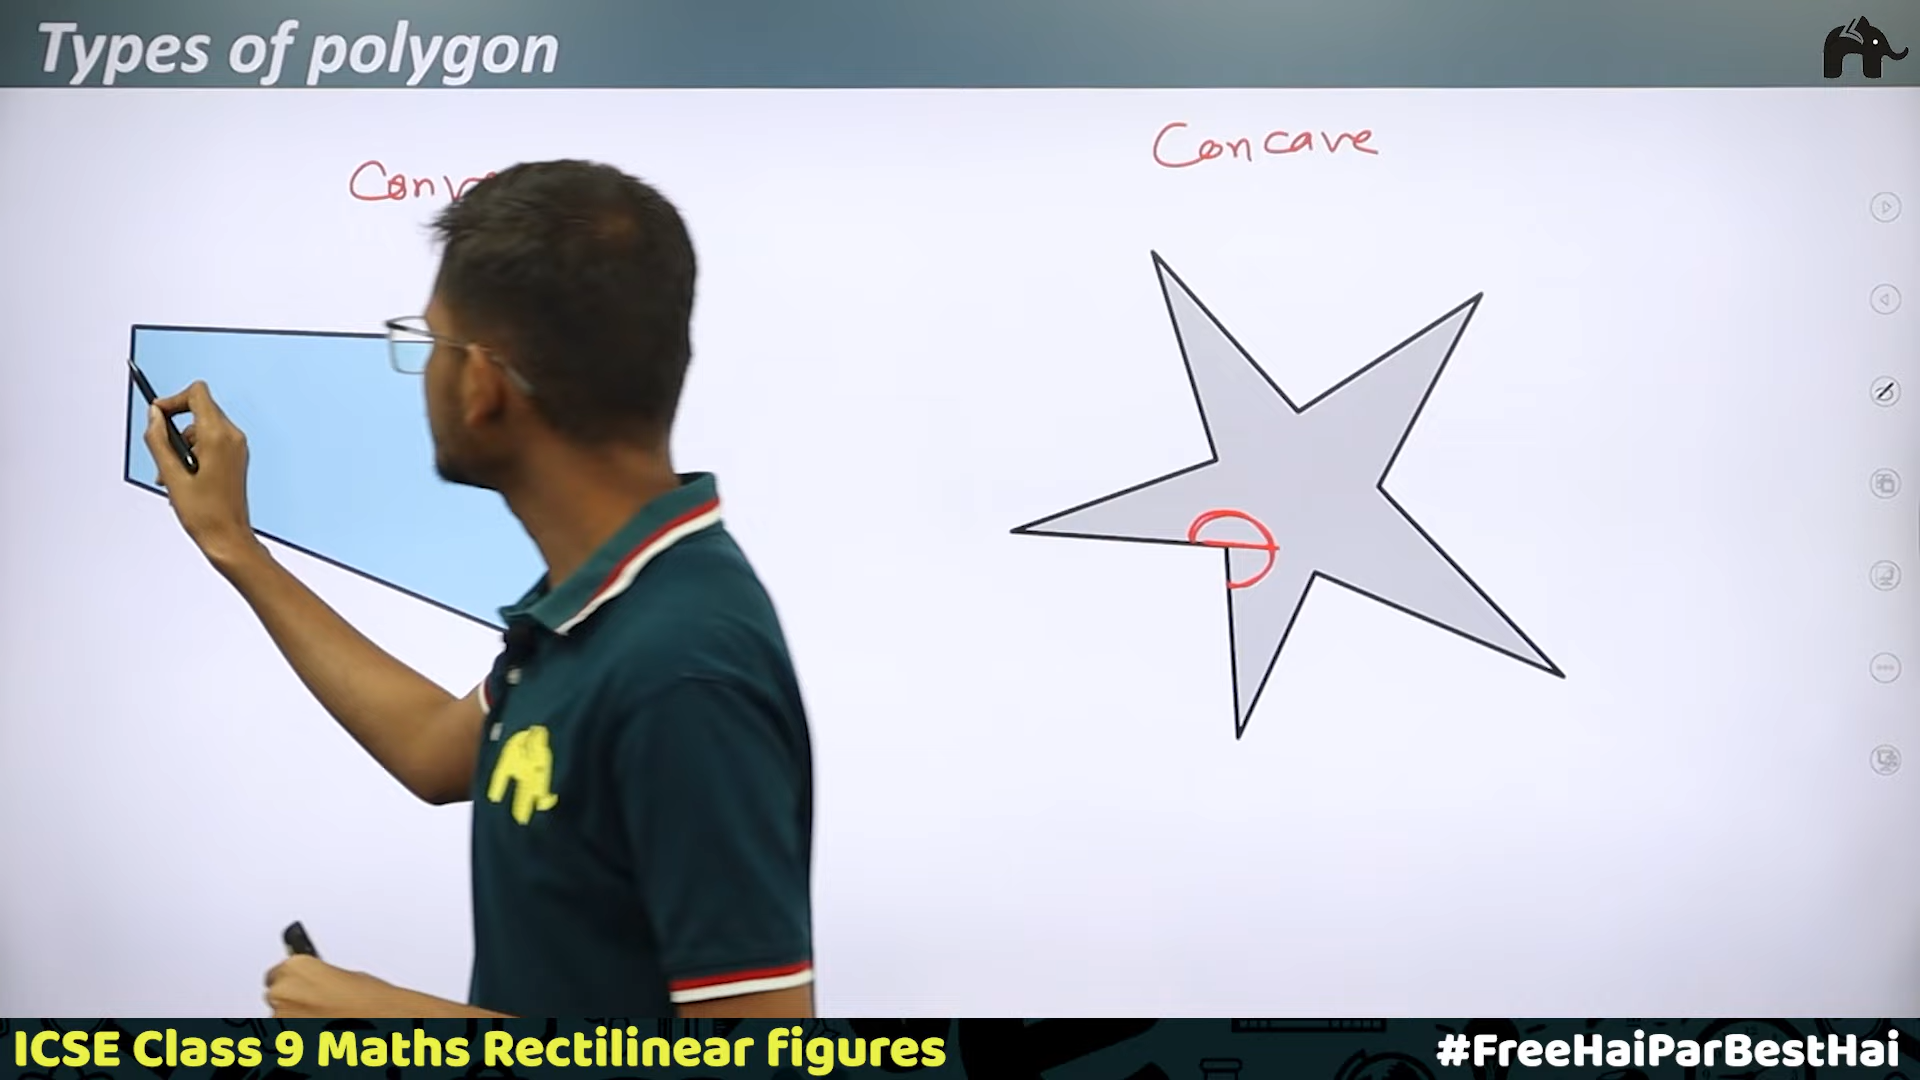 Types of polygon
Concave
ICSE Class 9 Maths Rectilinear figures
#FreeHaiParBestHai